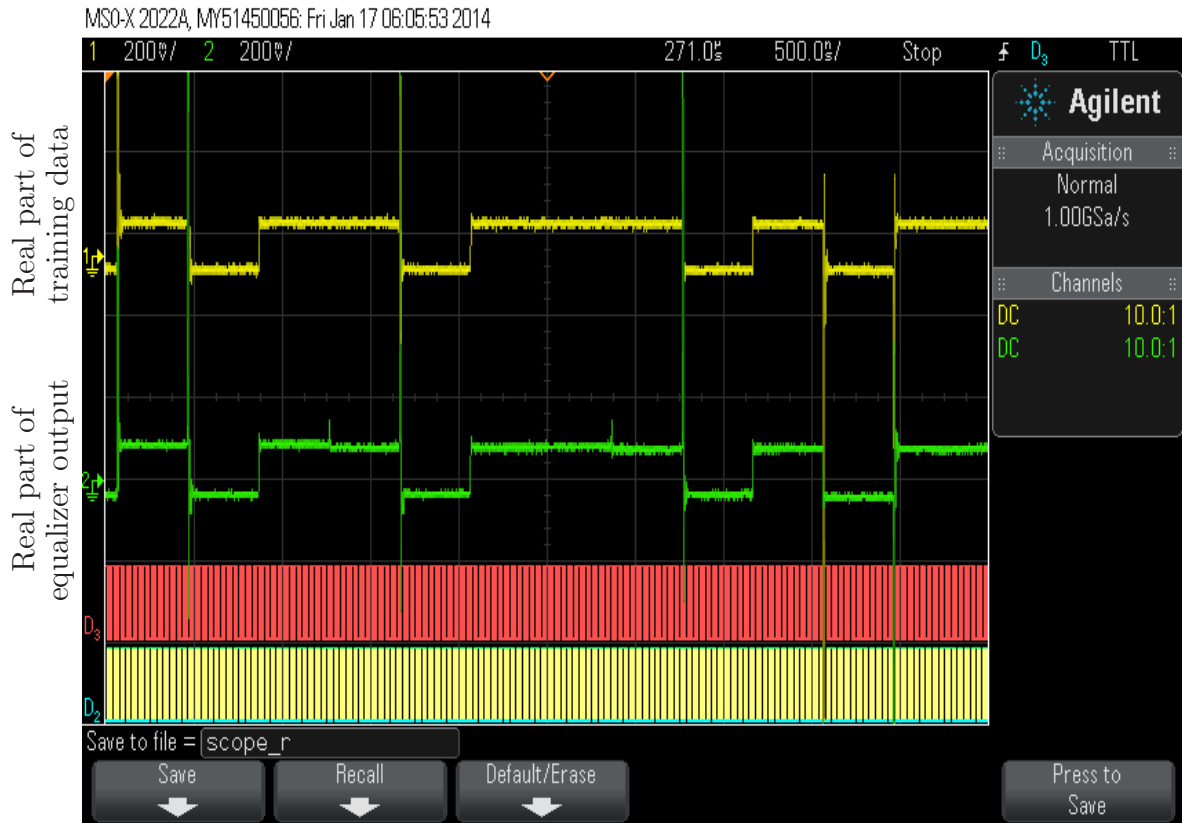 MSO-X 2022A, MY51450056: Fri Jan 17 06:05:53 2014
1 200mV/ 2 200mV/ 271.0us 500.0ns/ Stop D3 TTL
Agilent
Acquisition
Normal
1.00GSa/s
Channels
DC 10.0:1
DC 10.0:1
Real part of
training data
1
Real part of
equalizer output
2
D3
D2
Save to file = scope_r
Save
Recall
Default/Erase
Press to
Save